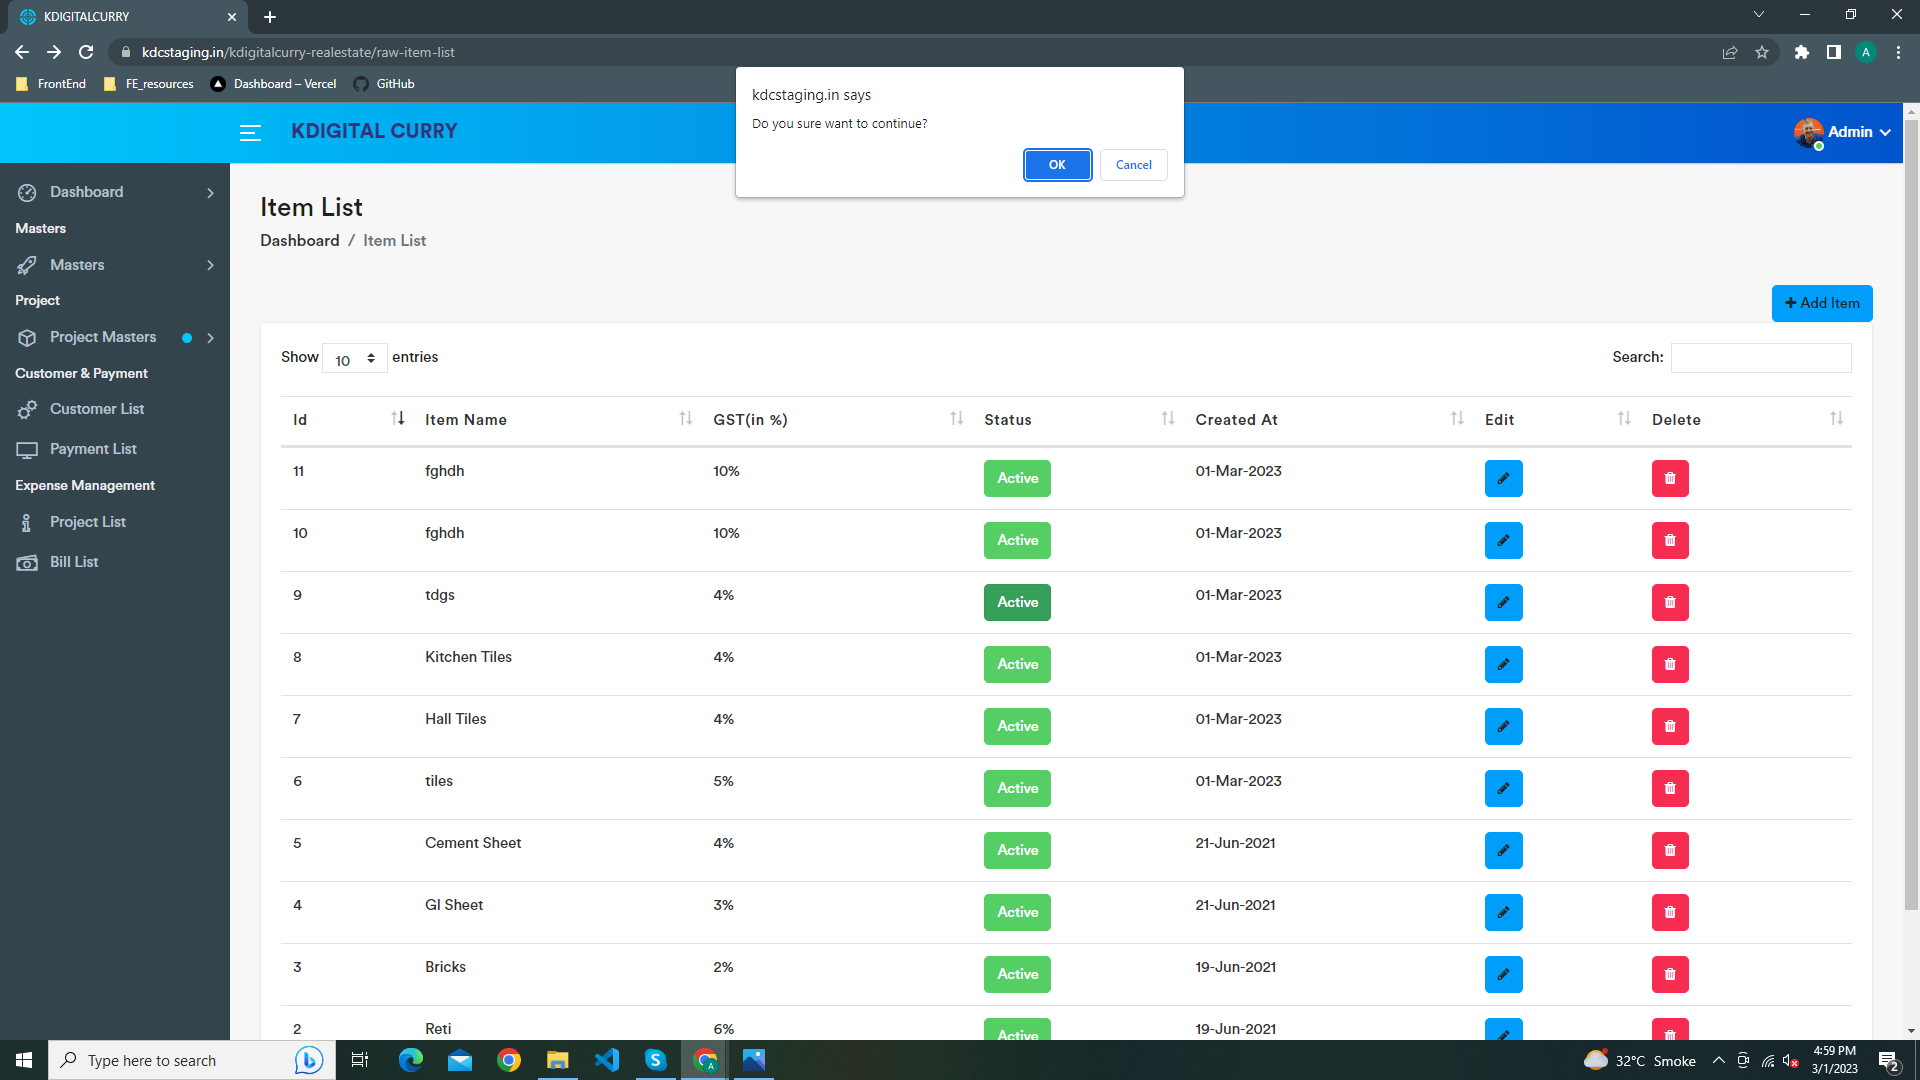 KDIGITALCURRY
kdcstaging.in/kdigitalcurry-realestate/raw-item-list
A
FrontEnd FE_resources Dashboard – Vercel GitHub
kdcstaging.in says
Do you sure want to continue?
OK Cancel
KDIGITAL CURRY
Admin
Dashboard
Masters
Masters
Project
Project Masters
Customer & Payment
Customer List
Payment List
Expense Management
Project List
Bill List
Item List
Dashboard / Item List
Add Item
Show 10 entries
Search:
Id Item Name GST(in %) Status Created At Edit Delete
11 fghdh 10% Active 01-Mar-2023
10 fghdh 10% Active 01-Mar-2023
9 tdgs 4% Active 01-Mar-2023
8 Kitchen Tiles 4% Active 01-Mar-2023
7 Hall Tiles 4% Active 01-Mar-2023
6 tiles 5% Active 01-Mar-2023
5 Cement Sheet 4% Active 21-Jun-2021
4 GI Sheet 3% Active 21-Jun-2021
3 Bricks 2% Active 19-Jun-2021
2 Reti 6% Active 19-Jun-2021
Type here to search
32°C Smoke
4:59 PM
3/1/2023
2